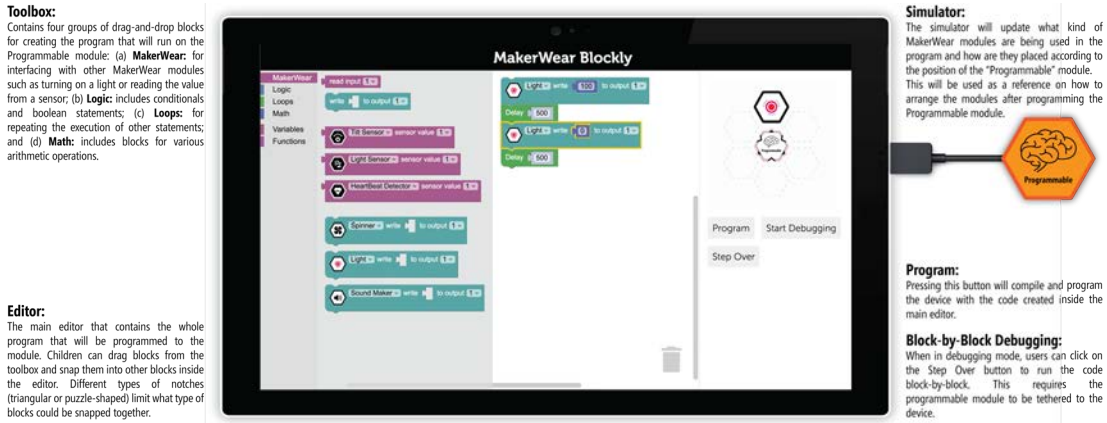 Toolbox:
Contains four groups of drag-and-drop blocks
for creating the program that will run on the
Programmable module: (a) MakerWear: for
interfacing with other MakerWear modules
such as turning on a light or reading the value
from a sensor; (b) Logic: includes conditionals
and boolean statements; (c) Loops: for
repeating the execution of other statements;
and (d) Math: includes blocks for various
arithmetic operations.
Editor:
The main editor that contains the whole
program that will be programmed to the
module. Children can drag blocks from the
toolbox and snap them into other blocks inside
the editor. Different types of notches
(triangular or puzzle-shaped) limit what type of
blocks could be snapped together.
MakerWear Blockly
MakerWear
Logic
Loops
Math
Variables
Functions
read input 1
write to output 1
Tilt Sensor sensor value 1
Light Sensor sensor value 1
HeartBeat Detector sensor value 1
Spinner write to output 1
Light write to output 1
Sound Maker write to output 1
Light write 100 to output 1
Delay 500
Light write 0 to output 1
Delay 500
Programmable
Program Start Debugging
Step Over
Simulator:
The simulator will update what kind of
MakerWear modules are being used in the
program and how are they placed according to
the position of the "Programmable" module.
This will be used as a reference on how to
arrange the modules after programming the
Programmable module.
Programmable
Program:
Pressing this button will compile and program
the device with the code created inside the
main editor.
Block-by-Block Debugging:
When in debugging mode, users can click on
the Step Over button to run the code
block-by-block. This requires the
programmable module to be tethered to the
device.